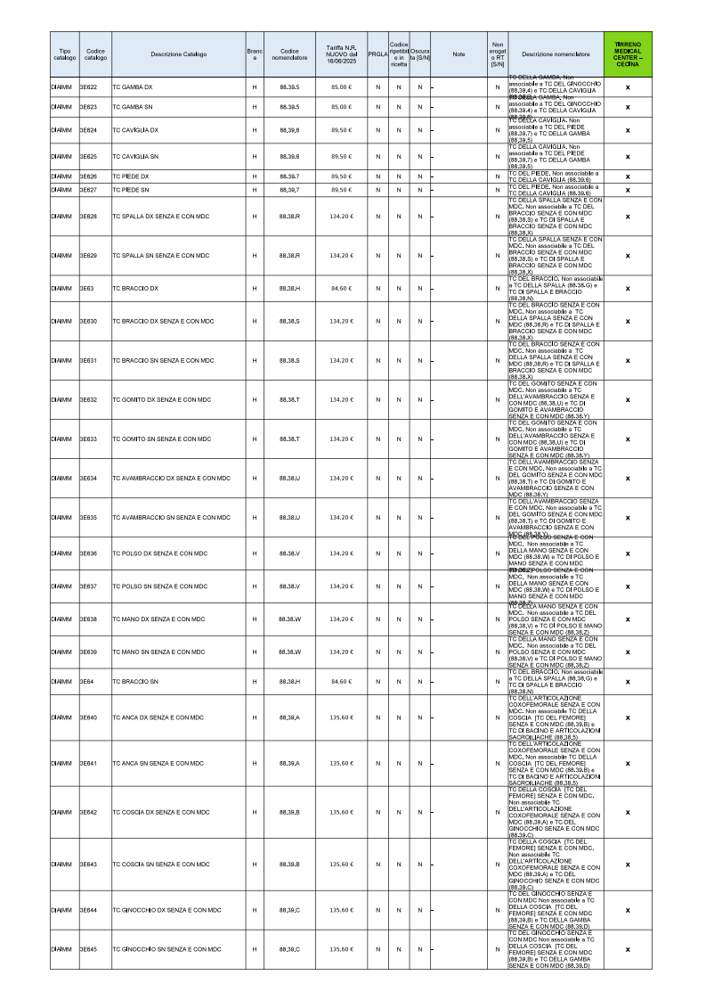 Tipo catalogo | Codice catalogo | Descrizione Catalogo | Branca | Codice nomenclatore | Tariffa N.R. NUOVO dal 16/06/2025 | PRGLA | Codice ripetibile in ricetta | Oscurata [S/N] | Note | Non erogato RT [S/N] | Descrizione nomenclatore | TIRRENO MEDICAL CENTER – CECINA
DIAIMM | 3E622 | TC GAMBA DX | H | 88.39.5 | 85,00 € | N | N | N | – | N | TC DELLA GAMBA. Non associabile a TC DEL GINOCCHIO (88.39.4) e TC DELLA CAVIGLIA | x
DIAIMM | 3E623 | TC GAMBA SN | H | 88.39.5 | 85,00 € | N | N | N | – | N | TC DELLA GAMBA. Non associabile a TC DEL GINOCCHIO (88.39.4) e TC DELLA CAVIGLIA | x
DIAIMM | 3E624 | TC CAVIGLIA DX | H | 88.39.6 | 89,50 € | N | N | N | – | N | TC DELLA CAVIGLIA. Non associabile a TC DEL PIEDE (88.39.7) e TC DELLA GAMBA (88.39.5) | x
DIAIMM | 3E625 | TC CAVIGLIA SN | H | 88.39.6 | 89,50 € | N | N | N | – | N | TC DELLA CAVIGLIA. Non associabile a TC DEL PIEDE (88.39.7) e TC DELLA GAMBA (88.39.5) | x
DIAIMM | 3E626 | TC PIEDE DX | H | 88.39.7 | 89,50 € | N | N | N | – | N | TC DEL PIEDE. Non associabile a TC DELLA CAVIGLIA (88.39.6) | x
DIAIMM | 3E627 | TC PIEDE SN | H | 88.39.7 | 89,50 € | N | N | N | – | N | TC DEL PIEDE. Non associabile a TC DELLA CAVIGLIA (88.39.6) | x
DIAIMM | 3E628 | TC SPALLA DX SENZA E CON MDC | H | 88.38.R | 134,20 € | N | N | N | – | N | TC DELLA SPALLA SENZA E CON MDC. Non associabile a TC DEL BRACCIO SENZA E CON MDC (88.38.S) e TC DI SPALLA E BRACCIO SENZA E CON MDC (88.38.X) | x
DIAIMM | 3E629 | TC SPALLA SN SENZA E CON MDC | H | 88.38.R | 134,20 € | N | N | N | – | N | TC DELLA SPALLA SENZA E CON MDC. Non associabile a TC DEL BRACCIO SENZA E CON MDC (88.38.S) e TC DI SPALLA E BRACCIO SENZA E CON MDC (88.38.X) | x
DIAIMM | 3E63 | TC BRACCIO DX | H | 88.38.H | 84,60 € | N | N | N | – | N | TC DEL BRACCIO. Non associabile a TC DELLA SPALLA (88.38.G) e TC DI SPALLA E BRACCIO (88.38.N) | x
DIAIMM | 3E630 | TC BRACCIO DX SENZA E CON MDC | H | 88.38.S | 134,20 € | N | N | N | – | N | TC DEL BRACCIO SENZA E CON MDC. Non associabile a TC DELLA SPALLA SENZA E CON MDC (88.38.R) e TC DI SPALLA E BRACCIO SENZA E CON MDC (88.38.X) | x
DIAIMM | 3E631 | TC BRACCIO SN SENZA E CON MDC | H | 88.38.S | 134,20 € | N | N | N | – | N | TC DEL BRACCIO SENZA E CON MDC. Non associabile a TC DELLA SPALLA SENZA E CON MDC (88.38.R) e TC DI SPALLA E BRACCIO SENZA E CON MDC (88.38.X) | x
DIAIMM | 3E632 | TC GOMITO DX SENZA E CON MDC | H | 88.38.T | 134,20 € | N | N | N | – | N | TC DEL GOMITO SENZA E CON MDC. Non associabile a TC DELL'AVAMBRACCIO SENZA E CON MDC (88.38.U) e TC DI GOMITO E AVAMBRACCIO SENZA E CON MDC (88.38.Y) | x
DIAIMM | 3E633 | TC GOMITO SN SENZA E CON MDC | H | 88.38.T | 134,20 € | N | N | N | – | N | TC DEL GOMITO SENZA E CON MDC. Non associabile a TC DELL'AVAMBRACCIO SENZA E CON MDC (88.38.U) e TC DI GOMITO E AVAMBRACCIO SENZA E CON MDC (88.38.Y) | x
DIAIMM | 3E634 | TC AVAMBRACCIO DX SENZA E CON MDC | H | 88.38.U | 134,20 € | N | N | N | – | N | TC DELL'AVAMBRACCIO SENZA E CON MDC. Non associabile a TC DEL GOMITO SENZA E CON MDC (88.38.T) e TC DI GOMITO E AVAMBRACCIO SENZA E CON MDC (88.38.Y) | x
DIAIMM | 3E635 | TC AVAMBRACCIO SN SENZA E CON MDC | H | 88.38.U | 134,20 € | N | N | N | – | N | TC DELL'AVAMBRACCIO SENZA E CON MDC. Non associabile a TC DEL GOMITO SENZA E CON MDC (88.38.T) e TC DI GOMITO E AVAMBRACCIO SENZA E CON MDC (88.38.Y) | x
DIAIMM | 3E636 | TC POLSO DX SENZA E CON MDC | H | 88.38.V | 134,20 € | N | N | N | – | N | TC DEL POLSO SENZA E CON MDC. Non associabile a TC DELLA MANO SENZA E CON MDC (88.38.W) e TC DI POLSO E MANO SENZA E CON MDC | x
DIAIMM | 3E637 | TC POLSO SN SENZA E CON MDC | H | 88.38.V | 134,20 € | N | N | N | – | N | TC DEL POLSO SENZA E CON MDC. Non associabile a TC DELLA MANO SENZA E CON MDC (88.38.W) e TC DI POLSO E MANO SENZA E CON MDC | x
DIAIMM | 3E638 | TC MANO DX SENZA E CON MDC | H | 88.38.W | 134,20 € | N | N | N | – | N | TC DELLA MANO SENZA E CON MDC. Non associabile a TC DEL POLSO SENZA E CON MDC (88.38.V) e TC DI POLSO E MANO SENZA E CON MDC (88.38.Z) | x
DIAIMM | 3E639 | TC MANO SN SENZA E CON MDC | H | 88.38.W | 134,20 € | N | N | N | – | N | TC DELLA MANO SENZA E CON MDC. Non associabile a TC DEL POLSO SENZA E CON MDC (88.38.V) e TC DI POLSO E MANO SENZA E CON MDC (88.38.Z) | x
DIAIMM | 3E64 | TC BRACCIO SN | H | 88.38.H | 84,60 € | N | N | N | – | N | TC DEL BRACCIO. Non associabile a TC DELLA SPALLA (88.38.G) e TC DI SPALLA E BRACCIO (88.38.N) | x
DIAIMM | 3E640 | TC ANCA DX SENZA E CON MDC | H | 88.39.A | 135,60 € | N | N | N | – | N | TC DELL'ARTICOLAZIONE COXOFEMORALE SENZA E CON MDC. Non associabile TC DELLA COSCIA [TC DEL FEMORE] SENZA E CON MDC (88.39.B) e TC DI BACINO E ARTICOLAZIONI SACROILIACHE (88.38.5) | x
DIAIMM | 3E641 | TC ANCA SN SENZA E CON MDC | H | 88.39.A | 135,60 € | N | N | N | – | N | TC DELL'ARTICOLAZIONE COXOFEMORALE SENZA E CON MDC. Non associabile TC DELLA COSCIA [TC DEL FEMORE] SENZA E CON MDC (88.39.B) e TC DI BACINO E ARTICOLAZIONI SACROILIACHE (88.38.5) | x
DIAIMM | 3E642 | TC COSCIA DX SENZA E CON MDC | H | 88.39.B | 135,60 € | N | N | N | – | N | TC DELLA COSCIA [TC DEL FEMORE] SENZA E CON MDC. Non associabile TC DELL'ARTICOLAZIONE COXOFEMORALE SENZA E CON MDC (88.39.A) e TC DEL GINOCCHIO SENZA E CON MDC (88.39.C) | x
DIAIMM | 3E643 | TC COSCIA SN SENZA E CON MDC | H | 88.39.B | 135,60 € | N | N | N | – | N | TC DELLA COSCIA [TC DEL FEMORE] SENZA E CON MDC. Non associabile TC DELL'ARTICOLAZIONE COXOFEMORALE SENZA E CON MDC (88.39.A) e TC DEL GINOCCHIO SENZA E CON MDC (88.39.C) | x
DIAIMM | 3E644 | TC GINOCCHIO DX SENZA E CON MDC | H | 88.39.C | 135,60 € | N | N | N | – | N | TC DEL GINOCCHIO SENZA E CON MDC Non associabile a TC DELLA COSCIA [TC DEL FEMORE] SENZA E CON MDC (88.39.B) e TC DELLA GAMBA SENZA E CON MDC (88.39.D) | x
DIAIMM | 3E645 | TC GINOCCHIO SN SENZA E CON MDC | H | 88.39.C | 135,60 € | N | N | N | – | N | TC DEL GINOCCHIO SENZA E CON MDC Non associabile a TC DELLA COSCIA [TC DEL FEMORE] SENZA E CON MDC (88.39.B) e TC DELLA GAMBA SENZA E CON MDC (88.39.D) | x